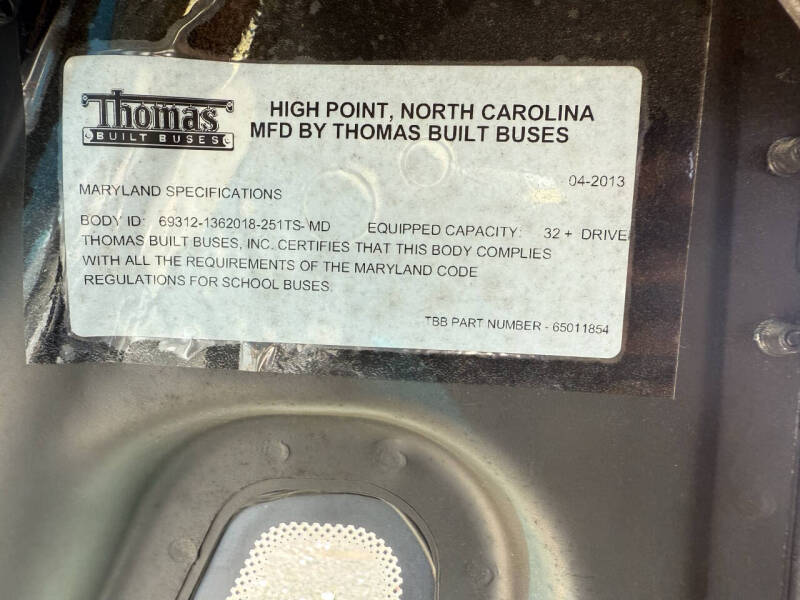 Thomas
BUILT BUSES
HIGH POINT, NORTH CAROLINA
MFD BY THOMAS BUILT BUSES
04-2013
MARYLAND SPECIFICATIONS
BODY ID: 69312-1362018-251TS- MD EQUIPPED CAPACITY: 32 + DRIVE
THOMAS BUILT BUSES, INC. CERTIFIES THAT THIS BODY COMPLIES
WITH ALL THE REQUIREMENTS OF THE MARYLAND CODE
REGULATIONS FOR SCHOOL BUSES.
TBB PART NUMBER - 65011854